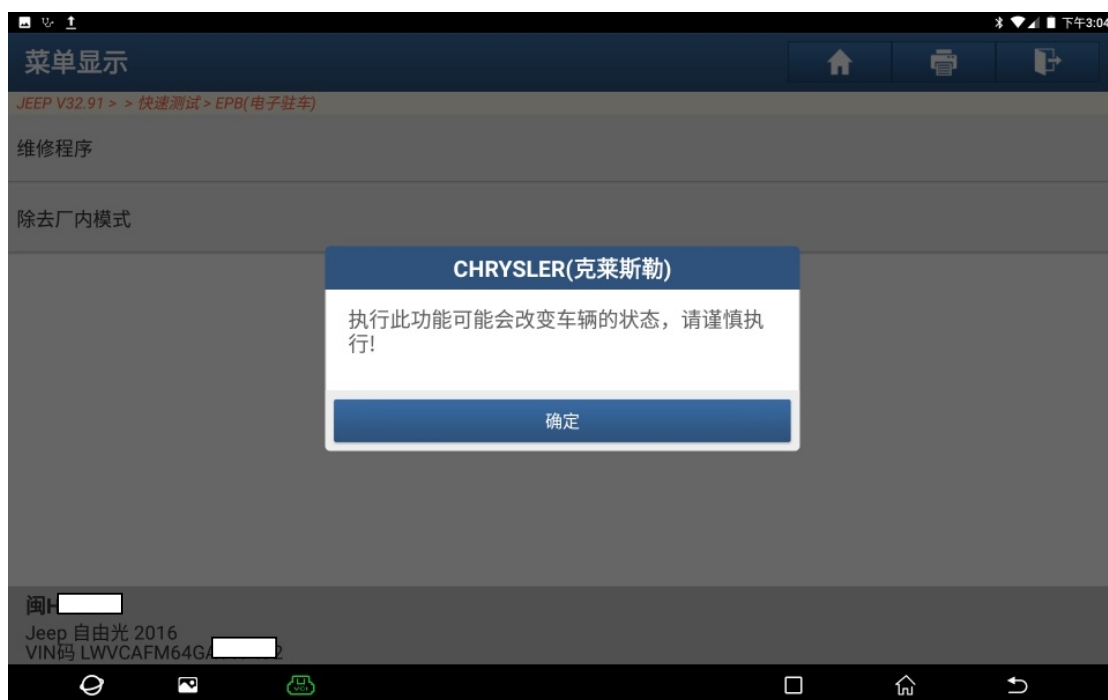 下午3:04
菜单显示
JEEP V32.91 > > 快速测试 > EPB(电子驻车)
维修程序
除去厂内模式
CHRYSLER(克莱斯勒)
执行此功能可能会改变车辆的状态，请谨慎执
行!
确定
闽H
Jeep 自由光 2016
VIN码 LWVCAFM64G
VCI